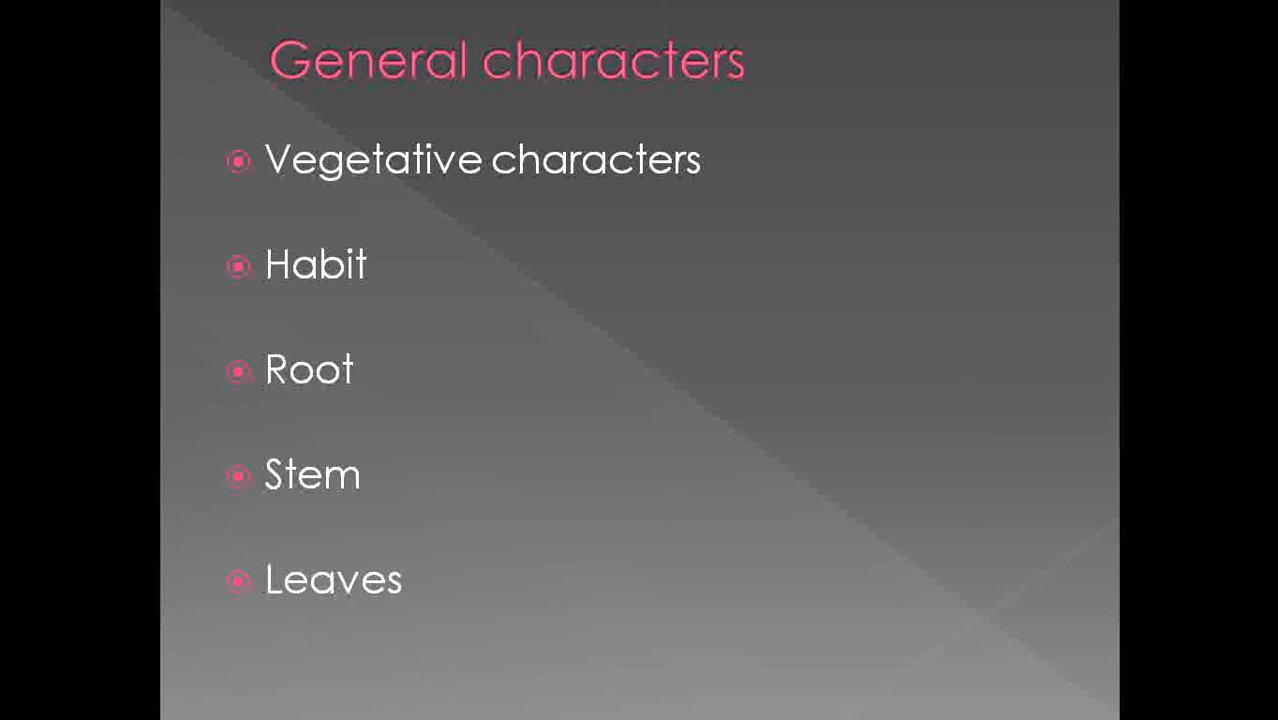 General characters
Vegetative characters
Habit
Root
Stem
Leaves